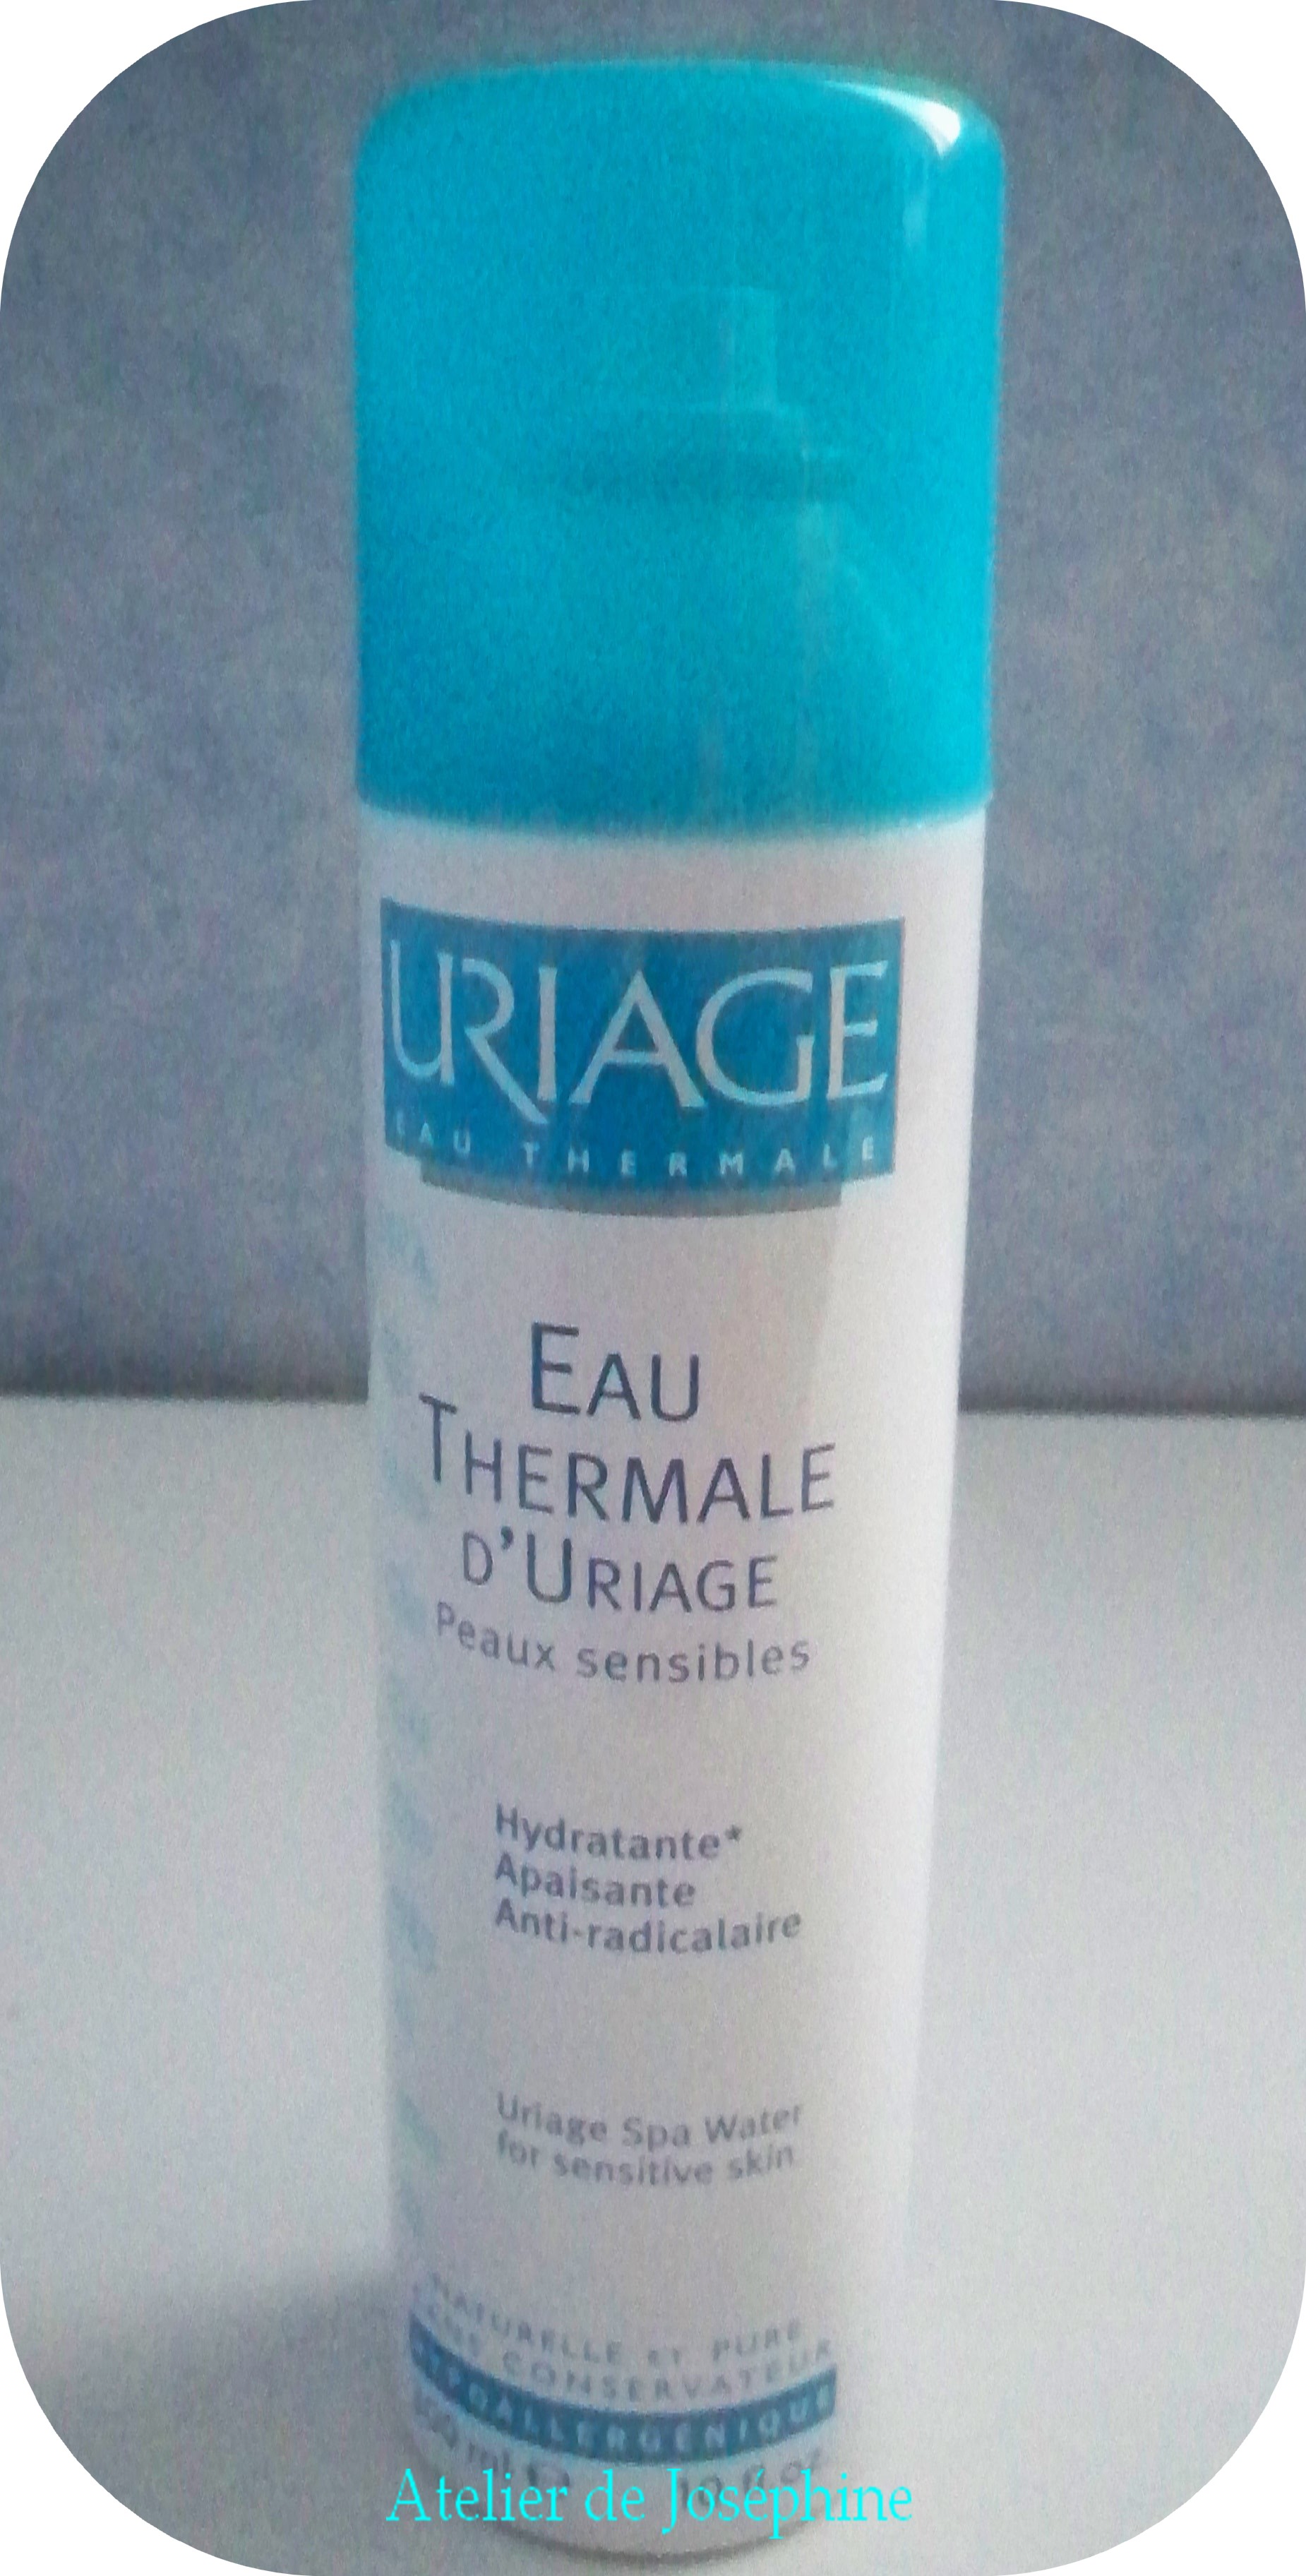 URIAGE
EAU THERMALE
EAU
THERMALE
D'URIAGE
Peaux sensibles
Hydratante*
Apaisante
Anti-radicalaire
Uriage Spa Water
for sensitive skin
NATURELLE ET PURE
CONSERVATEUR
HYPOALLERGÉNIQUE
Atelier de Joséphine